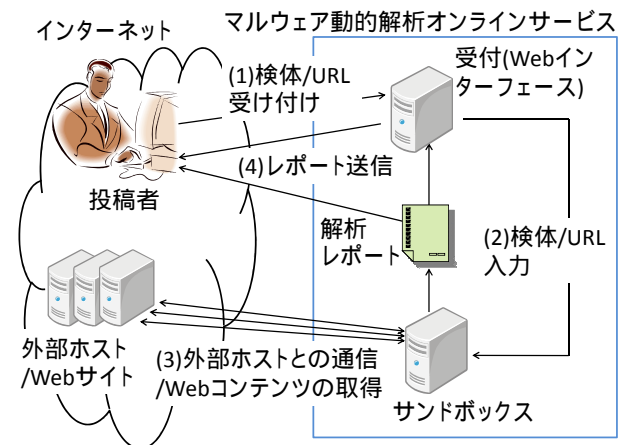 マルウェア動的解析オンラインサービス
インターネット
受付(Webイン
ターフェース)
(1)検体/URL
受け付け
(4)レポート送信
投稿者
解析
レポート
(2)検体/URL
入力
外部ホスト
/Webサイト
(3)外部ホストとの通信
/Webコンテンツの取得
サンドボックス